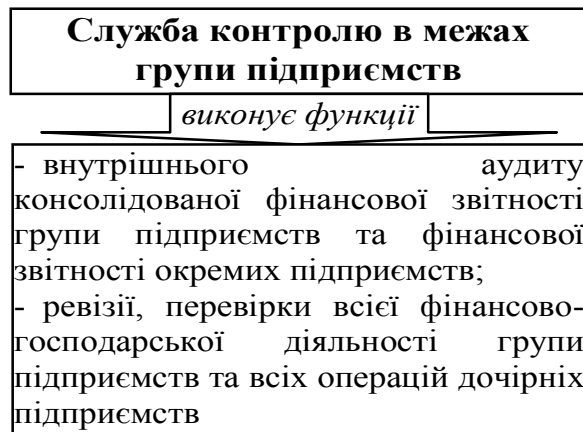 Служба контролю в межах
групи підприємств
виконує функції
- внутрішнього аудиту
консолідованої фінансової звітності
групи підприємств та фінансової
звітності окремих підприємств;
- ревізії, перевірки всієї фінансово-
господарської діяльності групи
підприємств та всіх операцій дочірніх
підприємств